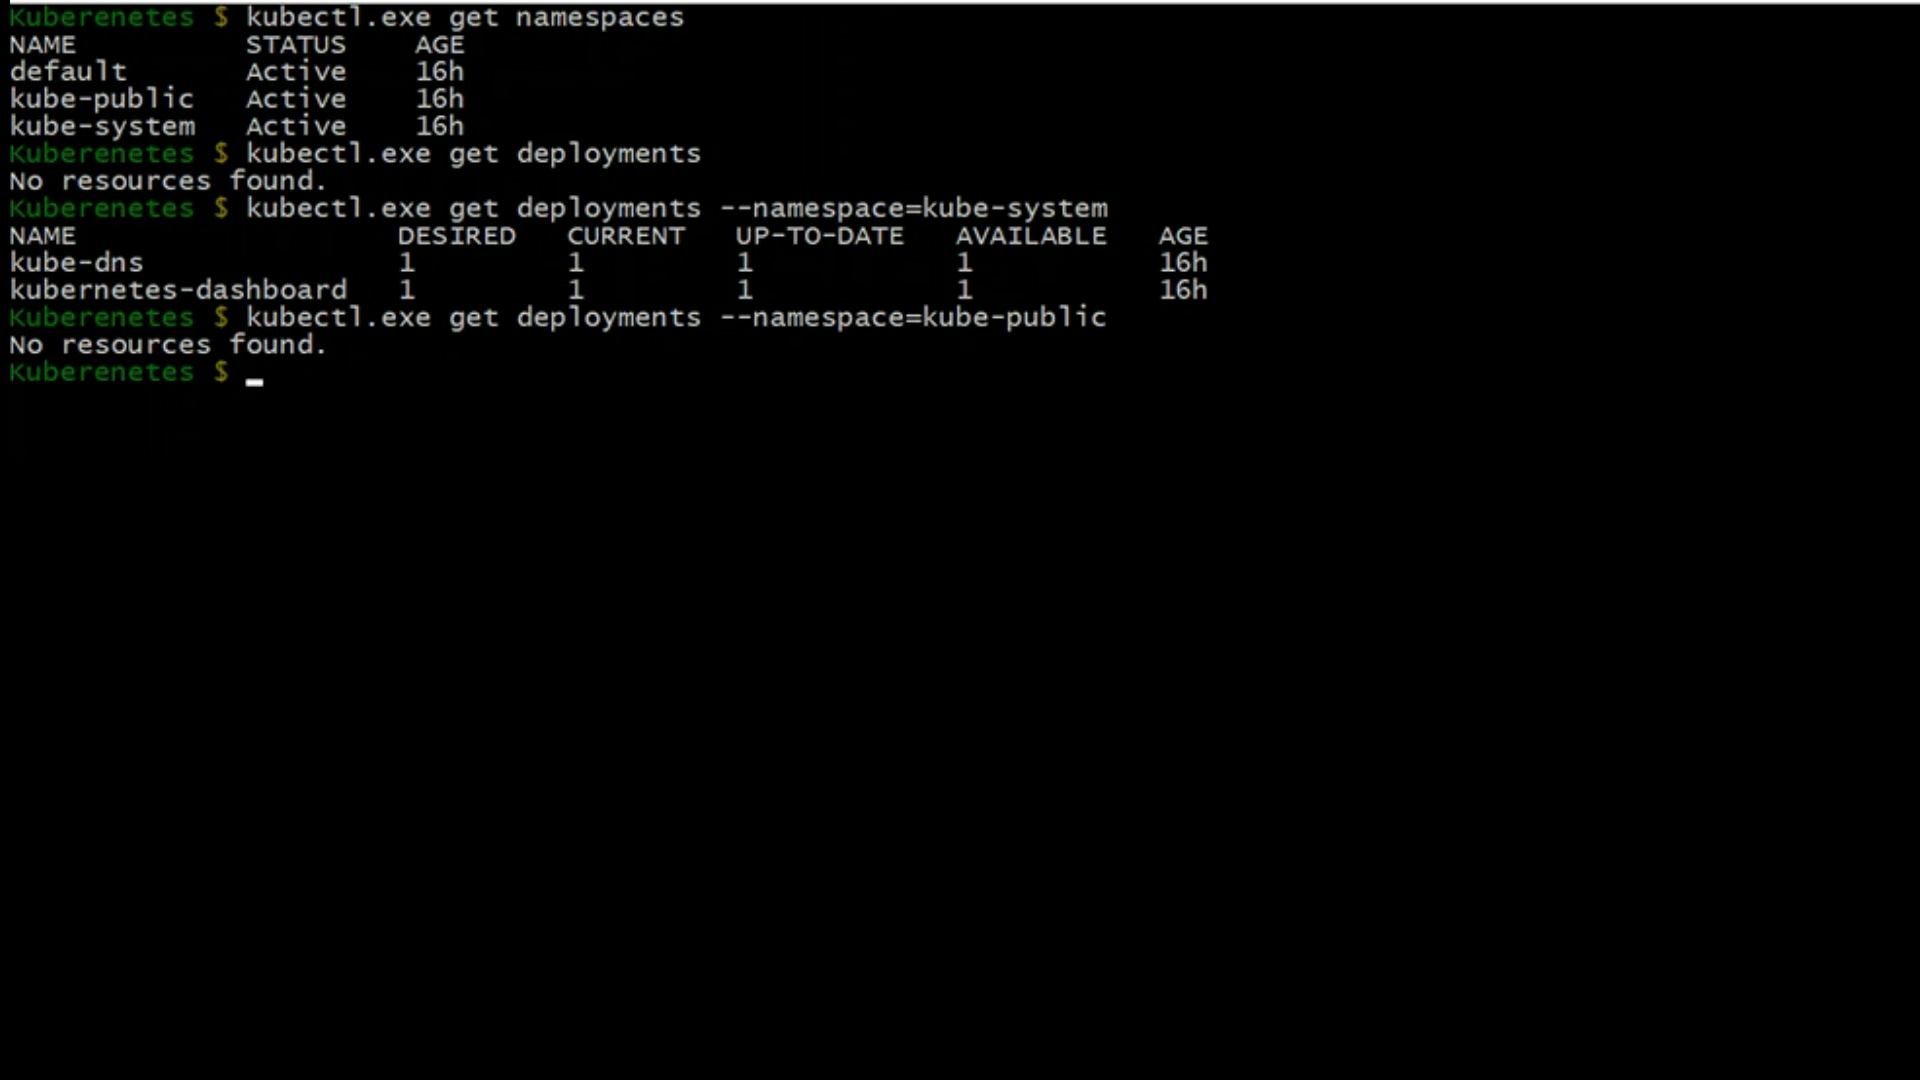 Kuberenetes $ kubectl.exe get namespaces
NAME STATUS AGE
default Active 16h
kube-public Active 16h
kube-system Active 16h
Kuberenetes $ kubectl.exe get deployments
No resources found.
Kuberenetes $ kubectl.exe get deployments --namespace=kube-system
NAME DESIRED CURRENT UP-TO-DATE AVAILABLE AGE
kube-dns 1 1 1 1 16h
kubernetes-dashboard 1 1 1 1 16h
Kuberenetes $ kubectl.exe get deployments --namespace=kube-public
No resources found.
Kuberenetes $